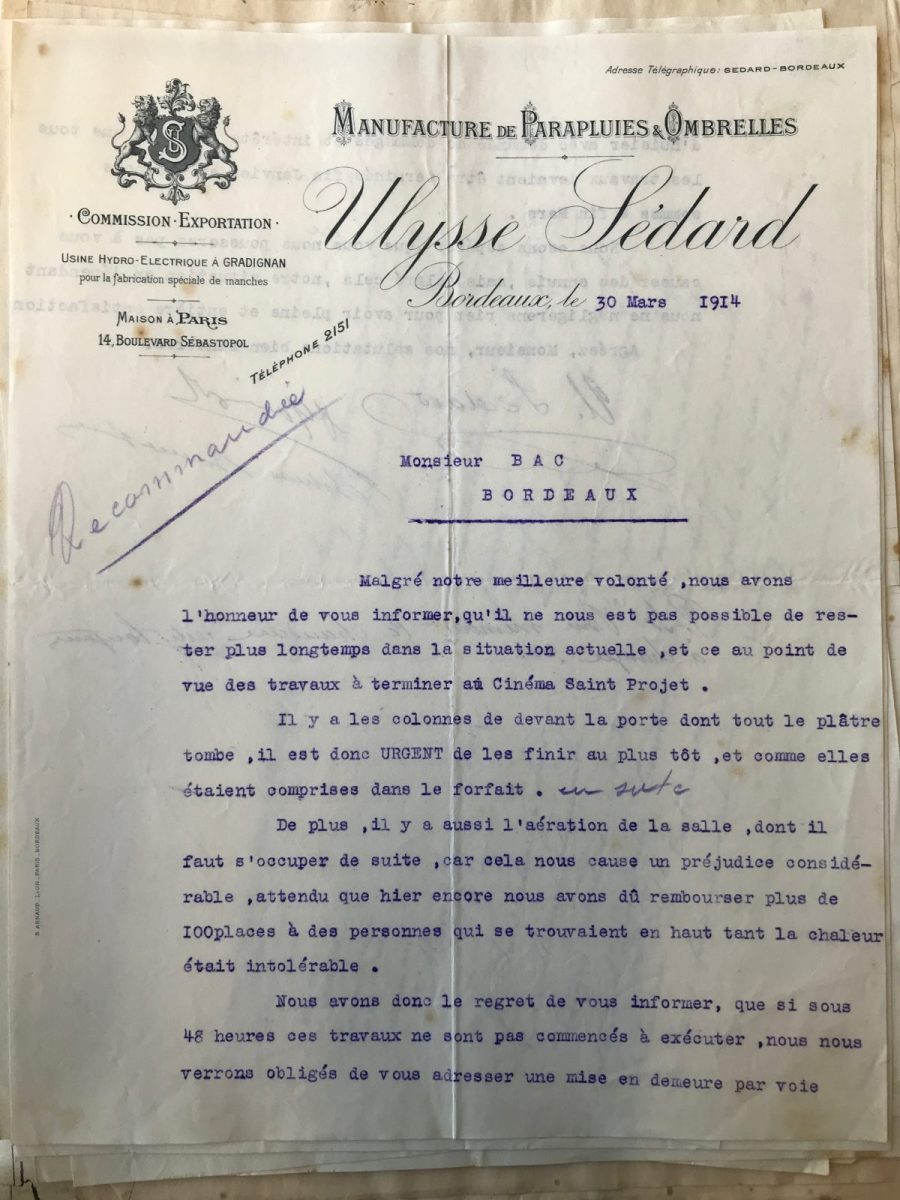 Adresse Télégraphique: SEDARD-BORDEAUX
MANUFACTURE DE PARAPLUIES & OMBRELLES
Ulysse Sédard
Bordeaux, le 30 Mars 1914
SU
· COMMISSION · EXPORTATION ·
USINE HYDRO-ELECTRIQUE À GRADIGNAN
pour la fabrication spéciale de manches
MAISON À PARIS
14, BOULEVARD SÉBASTOPOL
TÉLÉPHONE 2151
Recommandée
Monsieur BAC
BORDEAUX
Malgré notre meilleure volonté ,nous avons
l'honneur de vous informer,qu'il ne nous est pas possible de res-
ter plus longtemps dans la situation actuelle ,et ce au point de
vue des travaux à terminer au Cinéma Saint Projet .
Il y a les colonnes de devant la porte dont tout le plâtre
tombe ,il est donc URGENT de les finir au plus tôt ,et comme elles
étaient comprises dans le forfait .
De plus ,il y a aussi l'aération de la salle ,dont il
faut s'occuper de suite ,car cela nous cause un préjudice considé-
rable ,attendu que hier encore nous avons dû rembourser plus de
I00places à des personnes qui se trouvaient en haut tant la chaleur
était intolérable .
Nous avons donc le regret de vous informer, que si sous
48 heures ces travaux ne sont pas commencés à exécuter ,nous nous
verrons obligés de vous adresser une mise en demeure par voie
B. ARNAUD_LYON_PARIS_BORDEAUX